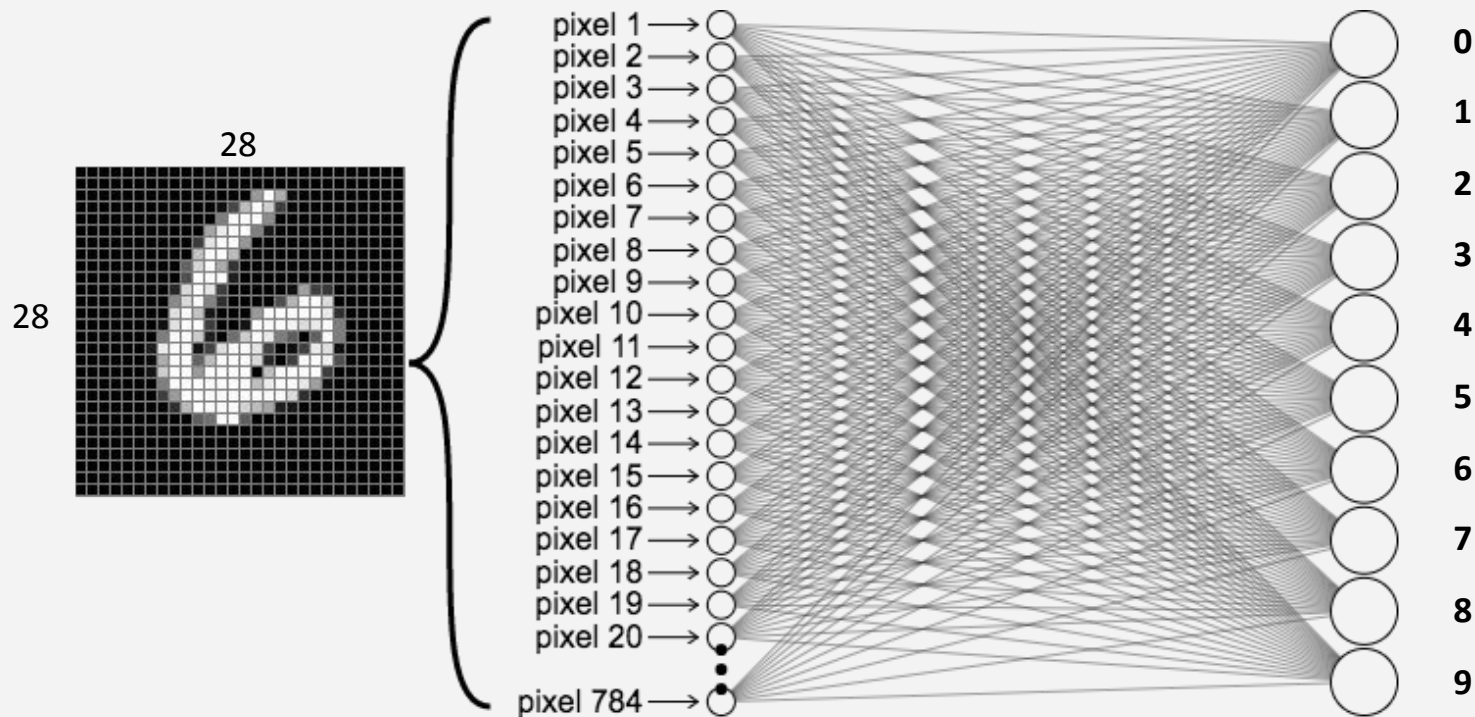 28
28
pixel 1
pixel 2
pixel 3
pixel 4
pixel 5
pixel 6
pixel 7
pixel 8
pixel 9
pixel 10
pixel 11
pixel 12
pixel 13
pixel 14
pixel 15
pixel 16
pixel 17
pixel 18
pixel 19
pixel 20
pixel 784
0
1
2
3
4
5
6
7
8
9